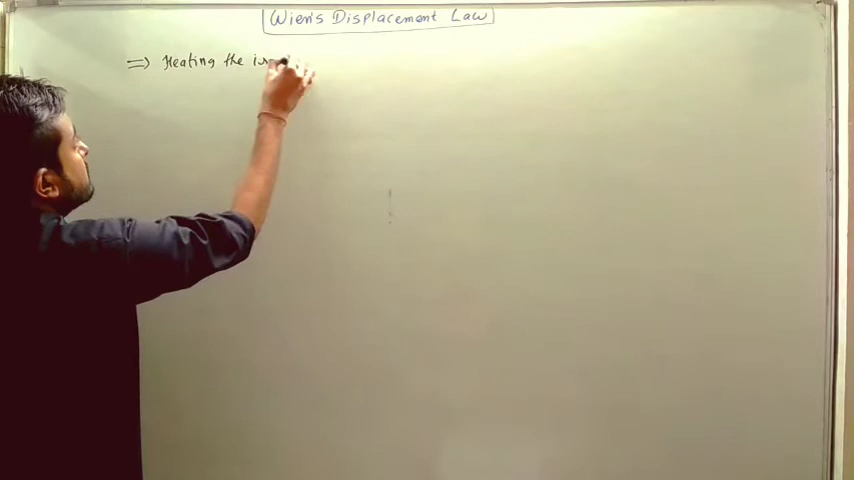 Wien's Displacement Law
=> Heating the